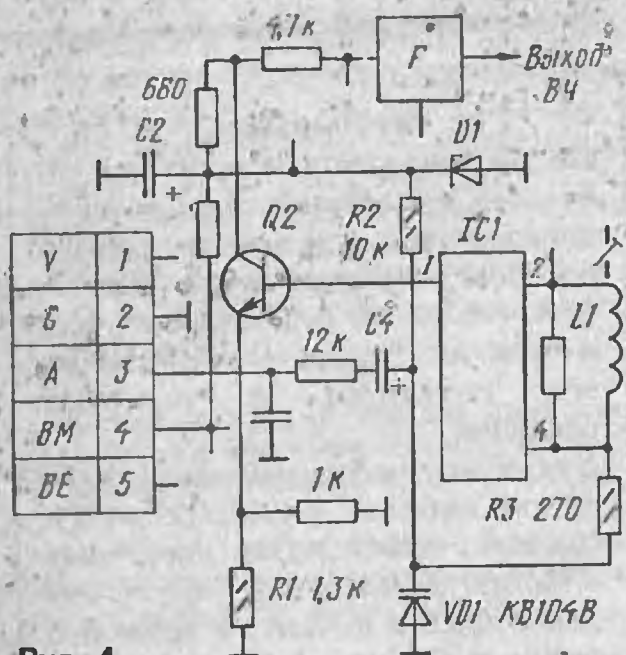 4,7к
F
Выход
ВЧ
680
C2
+
D1
Q2
R2
10к
IC1
1
2
L1
V 1
G 2
A 3
BM 4
BE 5
12к
C4
+
4
1к
R3 270
R1 1,3к
VD1 КВ104В